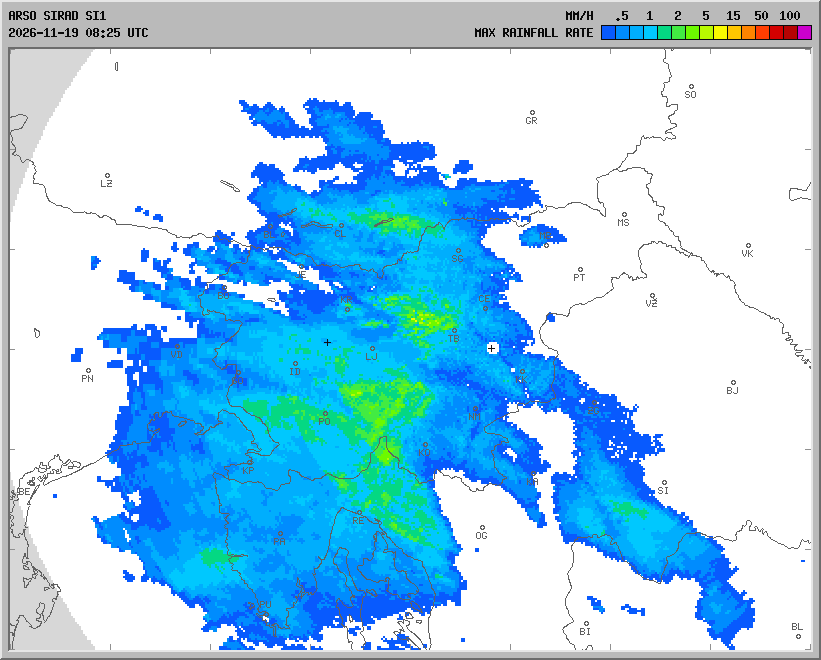 ARSO SIRAD SI1
2026-11-19 08:25 UTC
MM/H .5 1 2 5 15 50 100
MAX RAINFALL RATE
SO
GR
LZ
MS
VK
SG
PT
VZ
TB
LJ
PN
ID
BJ
PO
SI
BE
RE
OG
PU
BI
BL